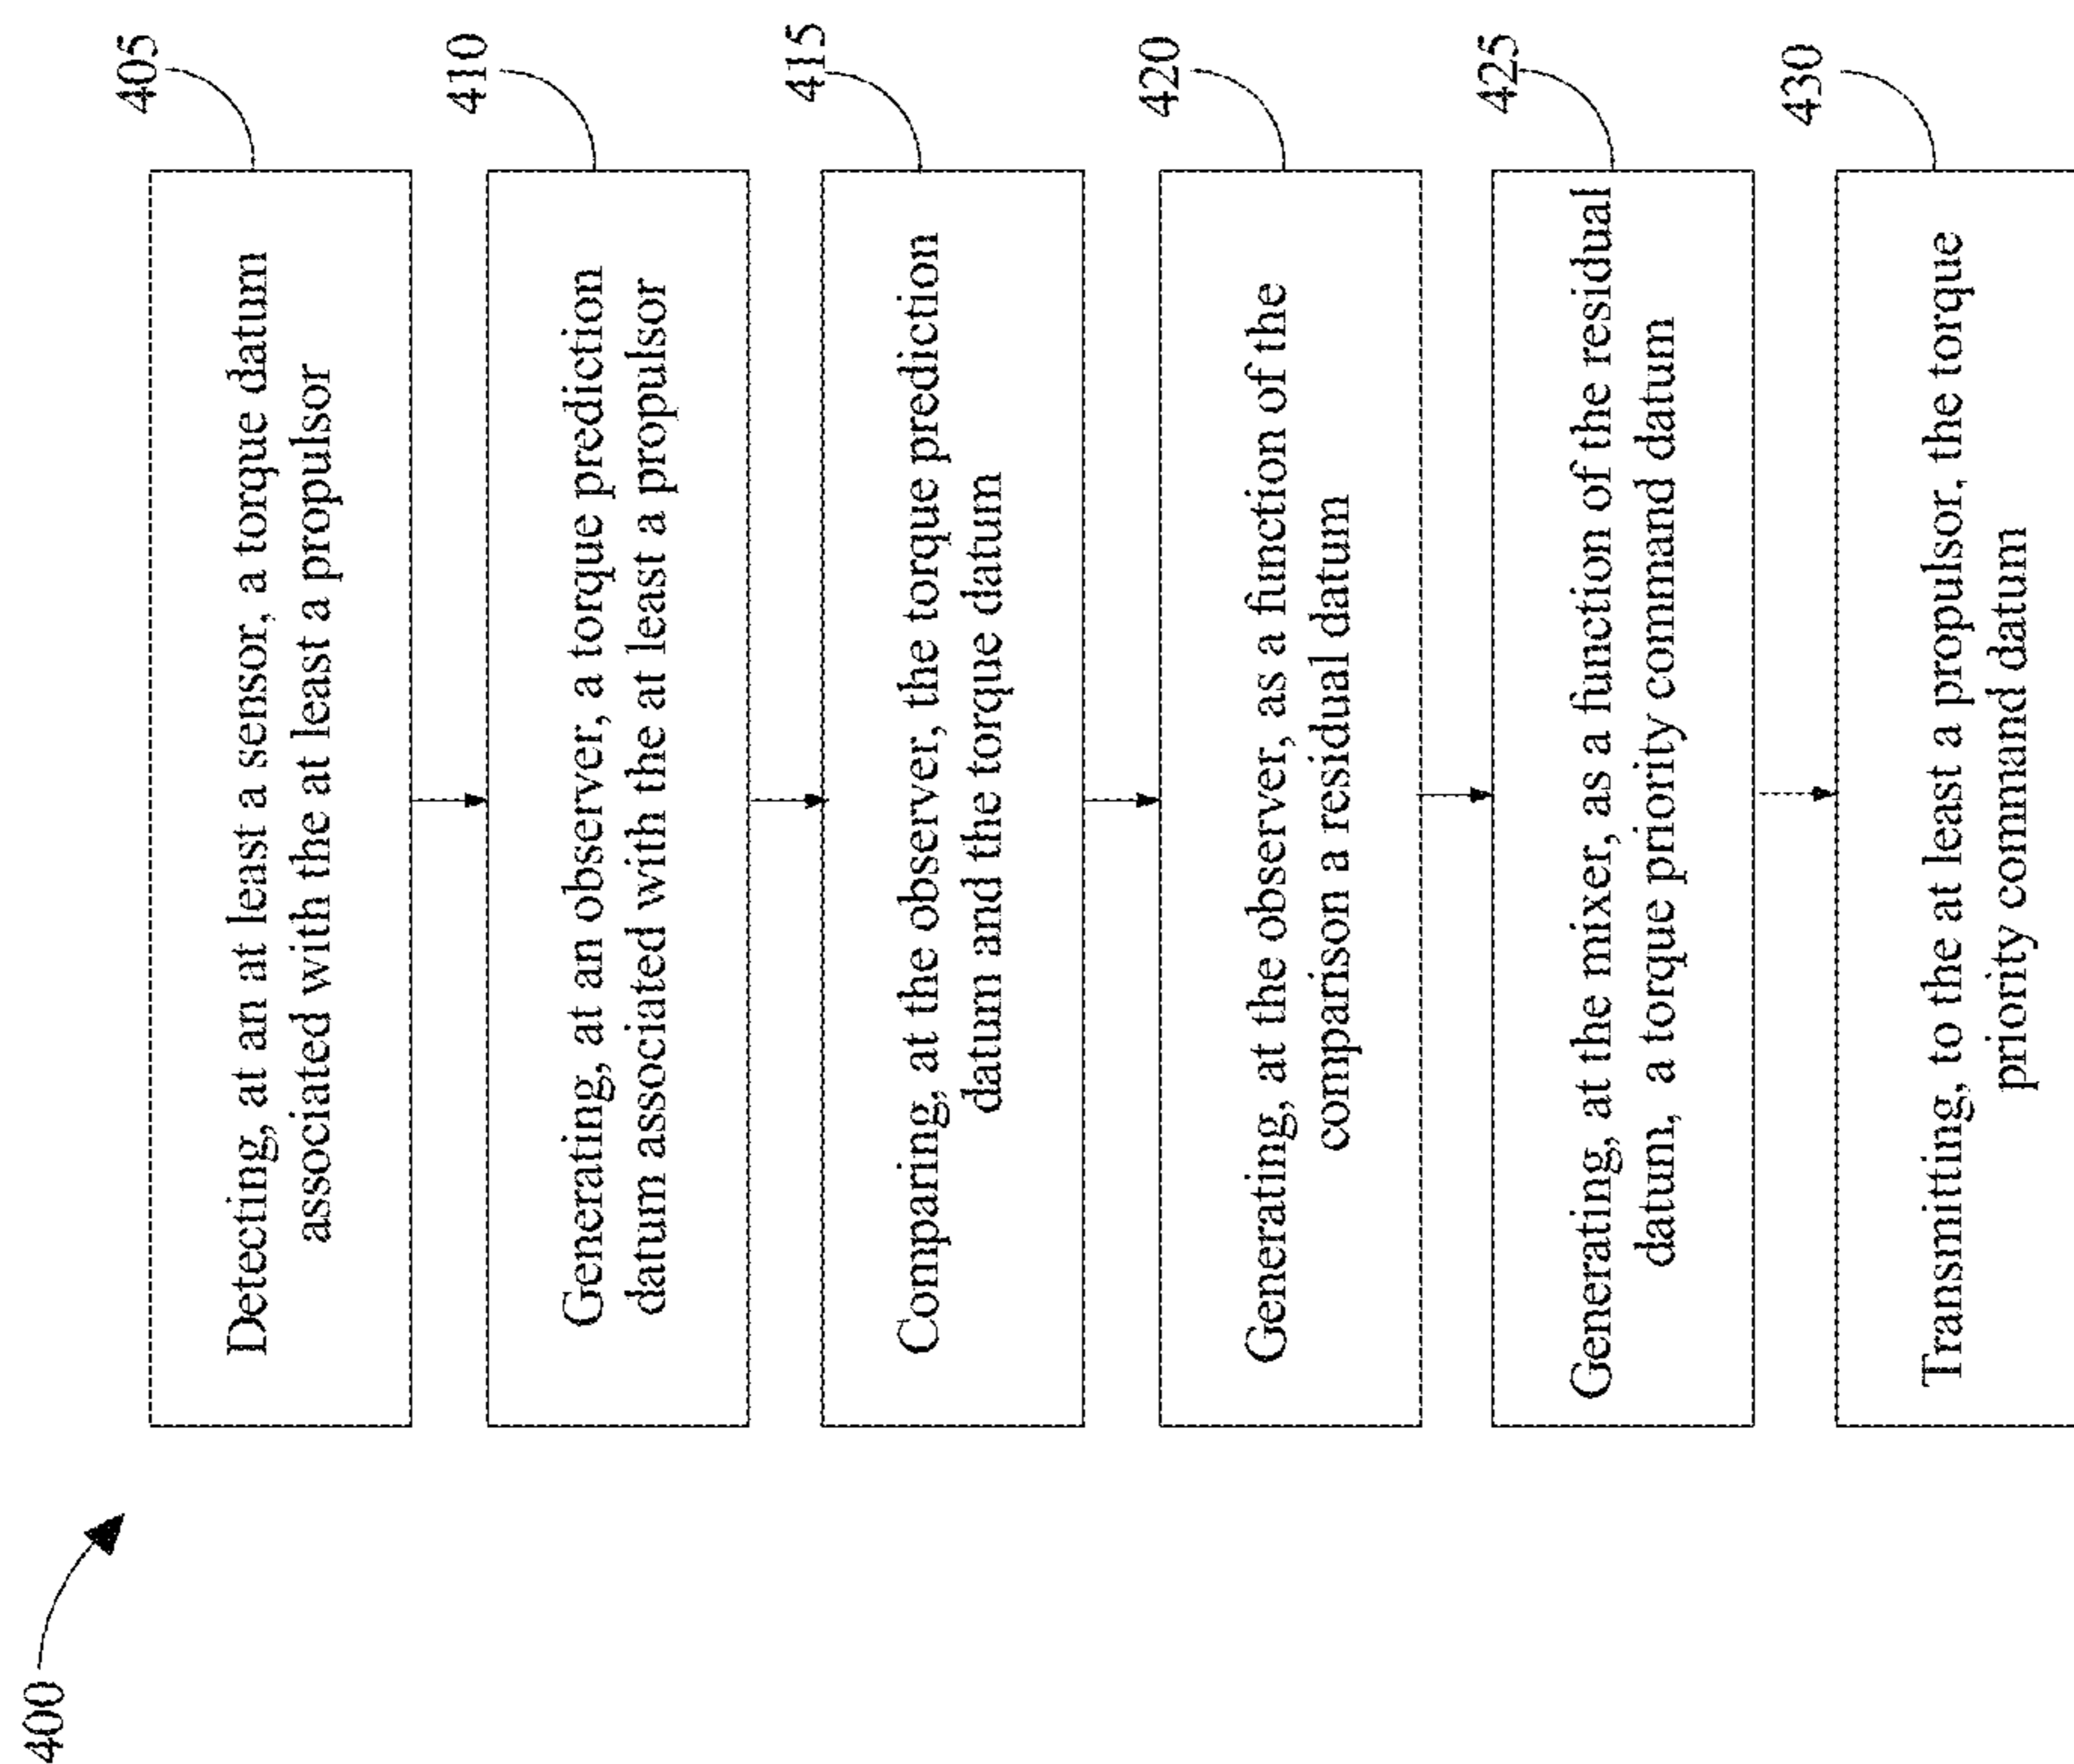 400
405
Detecting, at an at least a sensor, a torque datum
associated with the at least a propulsor
410
Generating, at an observer, a torque prediction
datum associated with the at least a propulsor
415
Comparing, at the observer, the torque prediction
datum and the torque datum
420
Generating, at the observer, as a function of the
comparison a residual datum
425
Generating, at the mixer, as a function of the residual
datum, a torque priority command datum
430
Transmitting, to the at least a propulsor, the torque
priority command datum